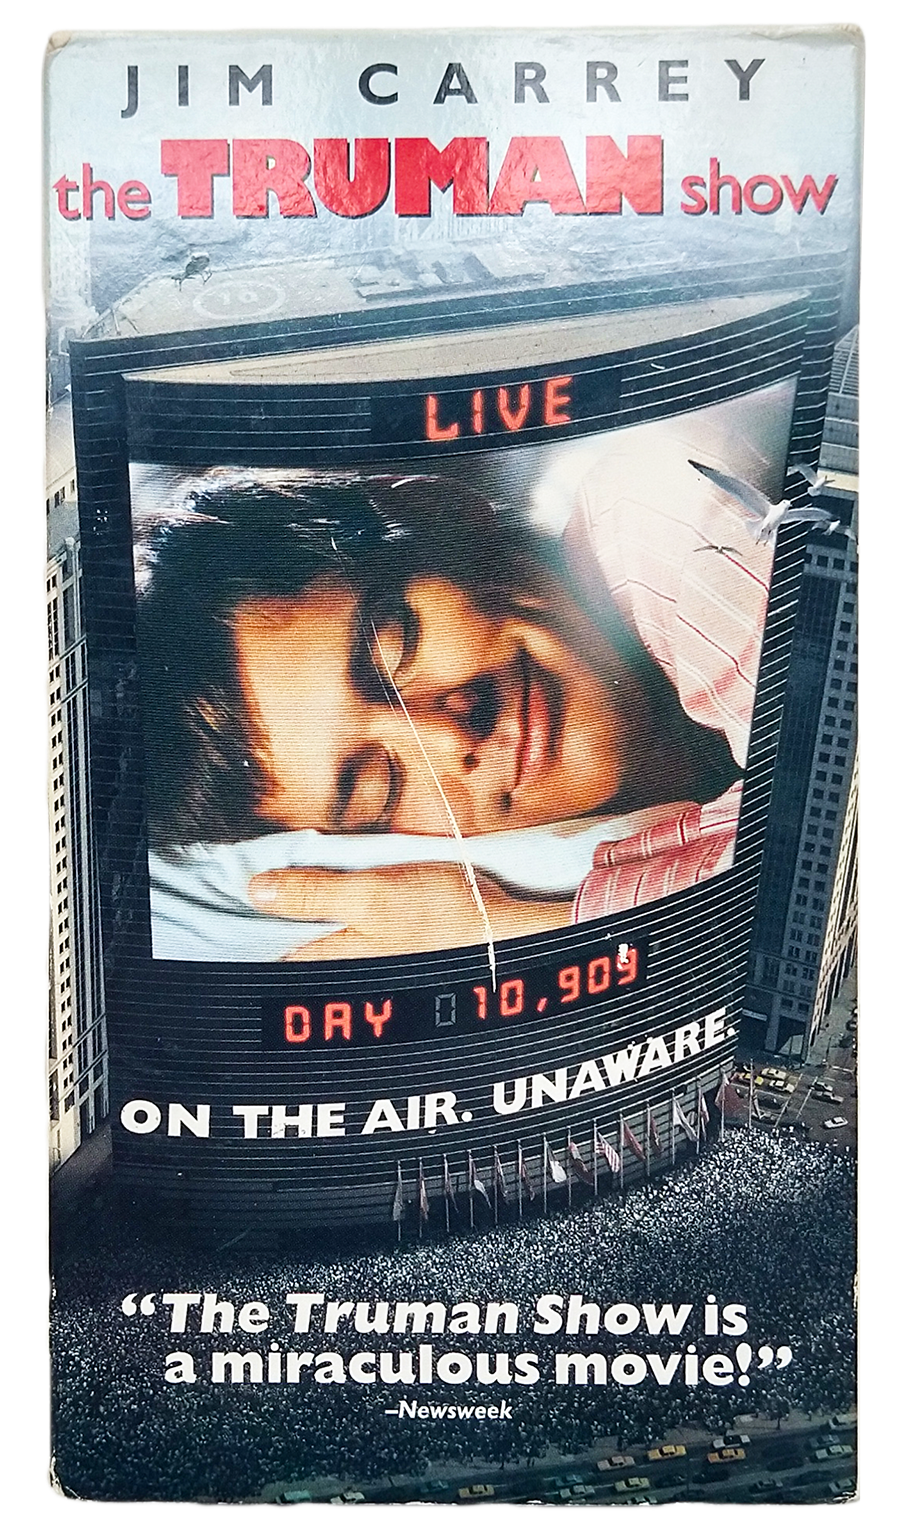 JIM CARREY
the TRUMAN show
LIVE
DAY 10,909
ON THE AIR. UNAWARE.
“The Truman Show is
a miraculous movie!”
–Newsweek